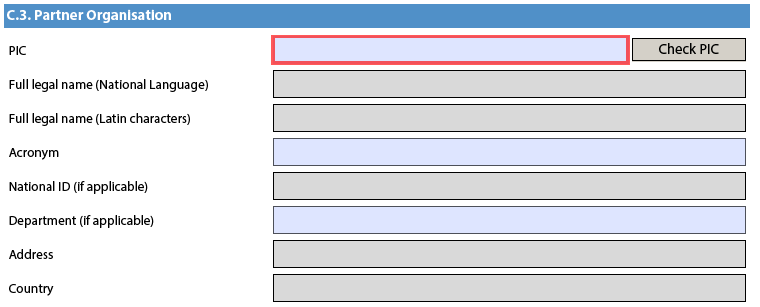 C.3. Partner Organisation
PIC
Check PIC
Full legal name (National Language)
Full legal name (Latin characters)
Acronym
National ID (if applicable)
Department (if applicable)
Address
Country